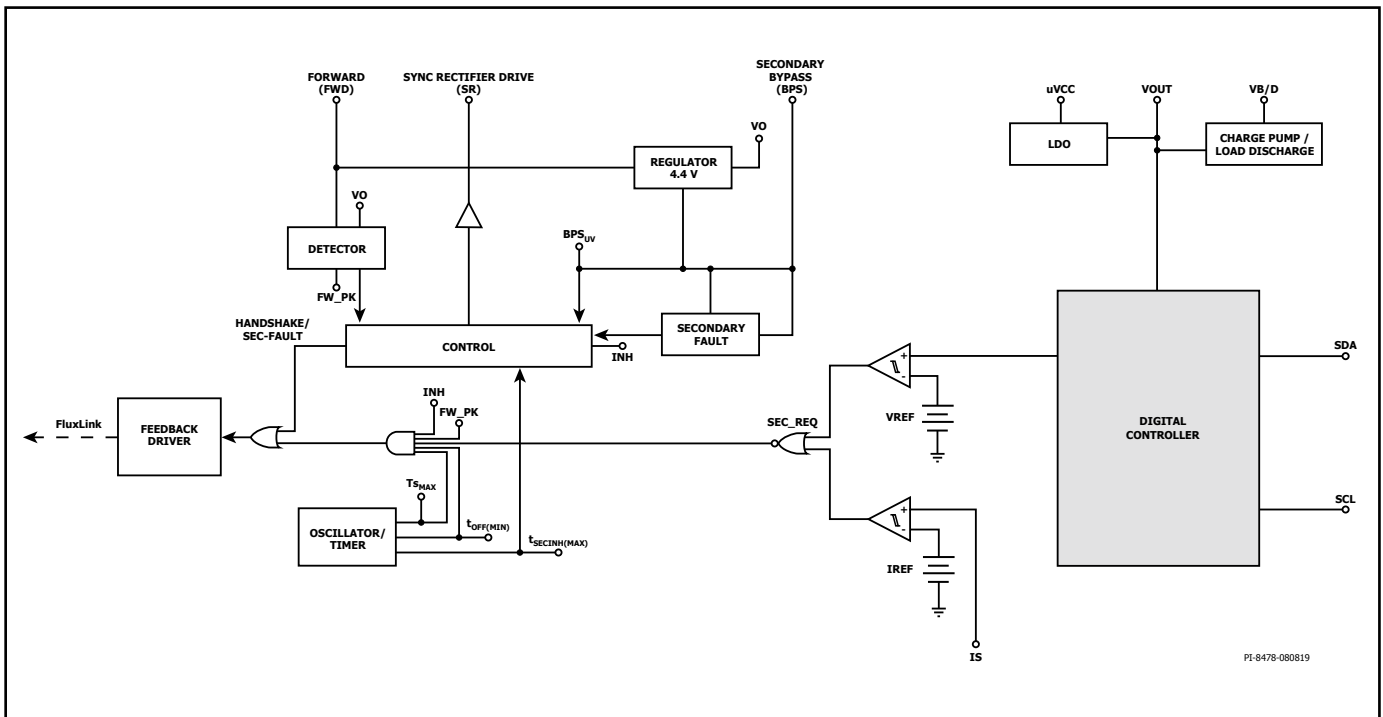 FORWARD
(FWD)
SYNC RECTIFIER DRIVE
(SR)
SECONDARY
BYPASS
(BPS)
uVCC
VOUT
VB/D
VO
LDO
CHARGE PUMP /
LOAD DISCHARGE
REGULATOR
4.4 V
VO
DETECTOR
BPSUV
FW_PK
HANDSHAKE/
SEC-FAULT
CONTROL
SECONDARY
FAULT
INH
SDA
+
-
INH
FW_PK
VREF
SEC_REQ
DIGITAL
CONTROLLER
FluxLink
FEEDBACK
DRIVER
TsMAX
OSCILLATOR/
TIMER
tOFF(MIN)
tSECINH(MAX)
SCL
+
-
IREF
IS
PI-8478-080819